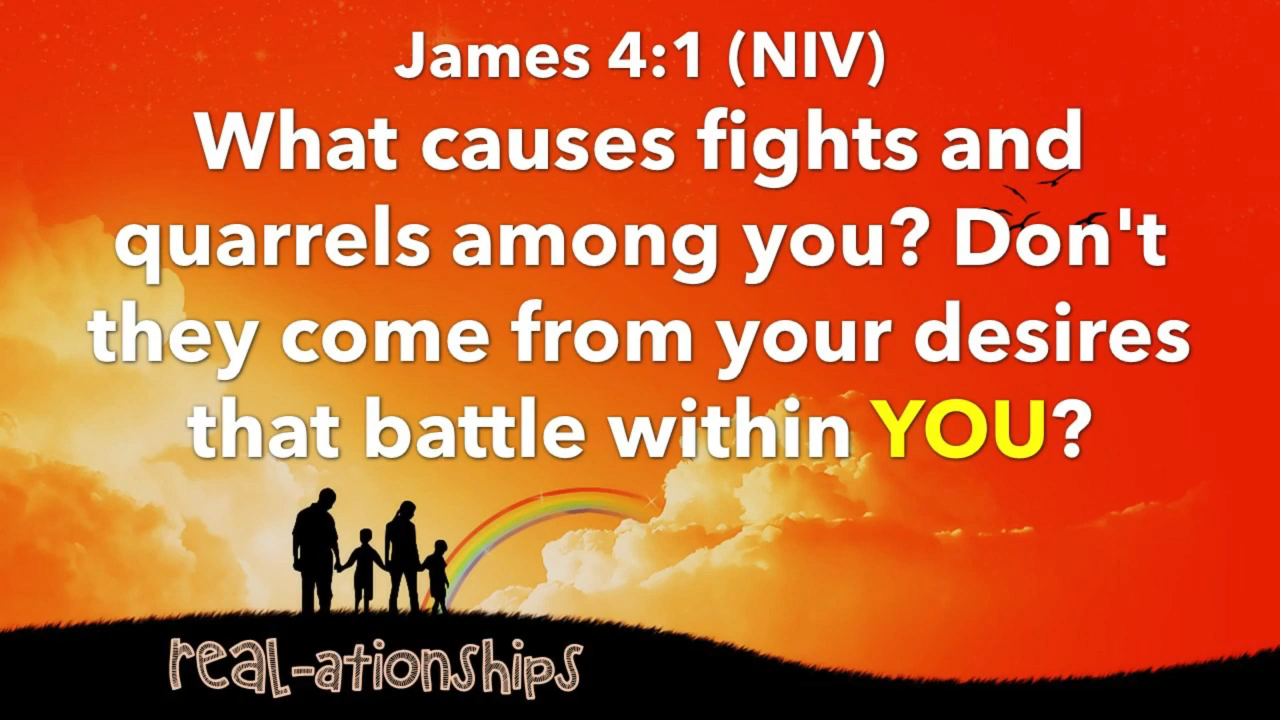 James 4:1 (NIV)
What causes fights and
quarrels among you? Don't
they come from your desires
that battle within YOU?
real-ationships